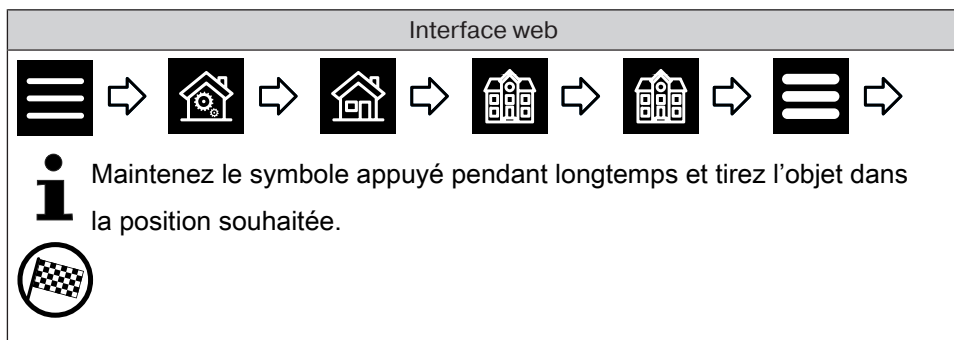 Interface web
Maintenez le symbole appuyé pendant longtemps et tirez l’objet dans
la position souhaitée.